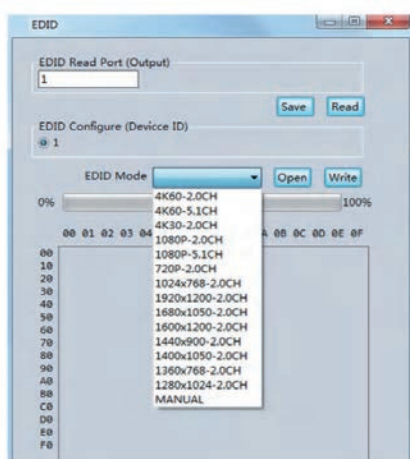 EDID
EDID Read Port (Output)
1
Save Read
EDID Configure (Devicce ID)
1
EDID Mode Open Write
0% 100%
4K60-2.0CH
4K60-5.1CH
4K30-2.0CH
00 01 02 03 04 A 0B 0C 0D 0E 0F
1080P-2.0CH
1080P-5.1CH
720P-2.0CH
1024x768-2.0CH
1920x1200-2.0CH
1680x1050-2.0CH
1600x1200-2.0CH
1440x900-2.0CH
1400x1050-2.0CH
1360x768-2.0CH
1280x1024-2.0CH
MANUAL
00
10
20
30
40
50
60
70
80
90
A0
B0
C0
D0
E0
F0